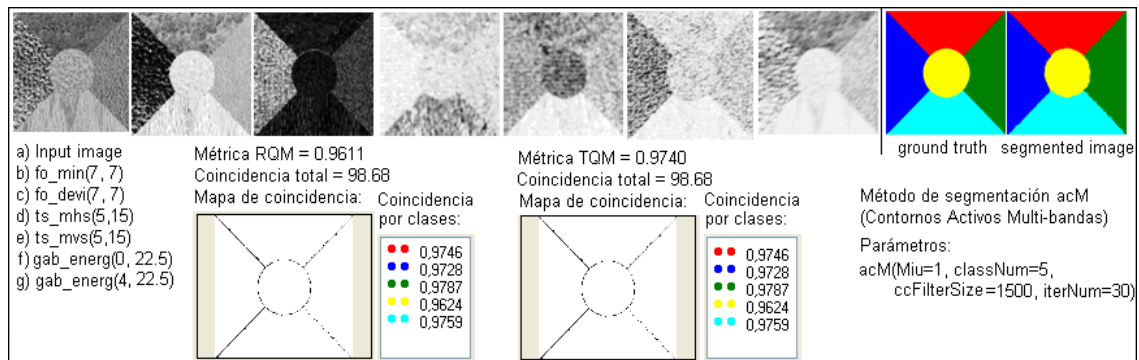 ground truth segmented image
a) Input image
b) fo_min(7, 7)
c) fo_devi(7, 7)
d) ts_mhs(5,15)
e) ts_mvs(5,15)
f) gab_energ(0, 22.5)
g) gab_energ(4, 22.5)
Métrica RQM = 0.9611
Coincidencia total = 98.68
Mapa de coincidencia:
Coincidencia
por clases:
0,9746
0,9728
0,9787
0,9624
0,9759
Métrica TQM = 0.9740
Coincidencia total = 98.68
Mapa de coincidencia:
Coincidencia
por clases:
0,9746
0,9728
0,9787
0,9624
0,9759
Método de segmentación acM
(Contornos Activos Multi-bandas)
Parámetros:
acM(Miu=1, classNum=5,
ccFilterSize=1500, iterNum=30)